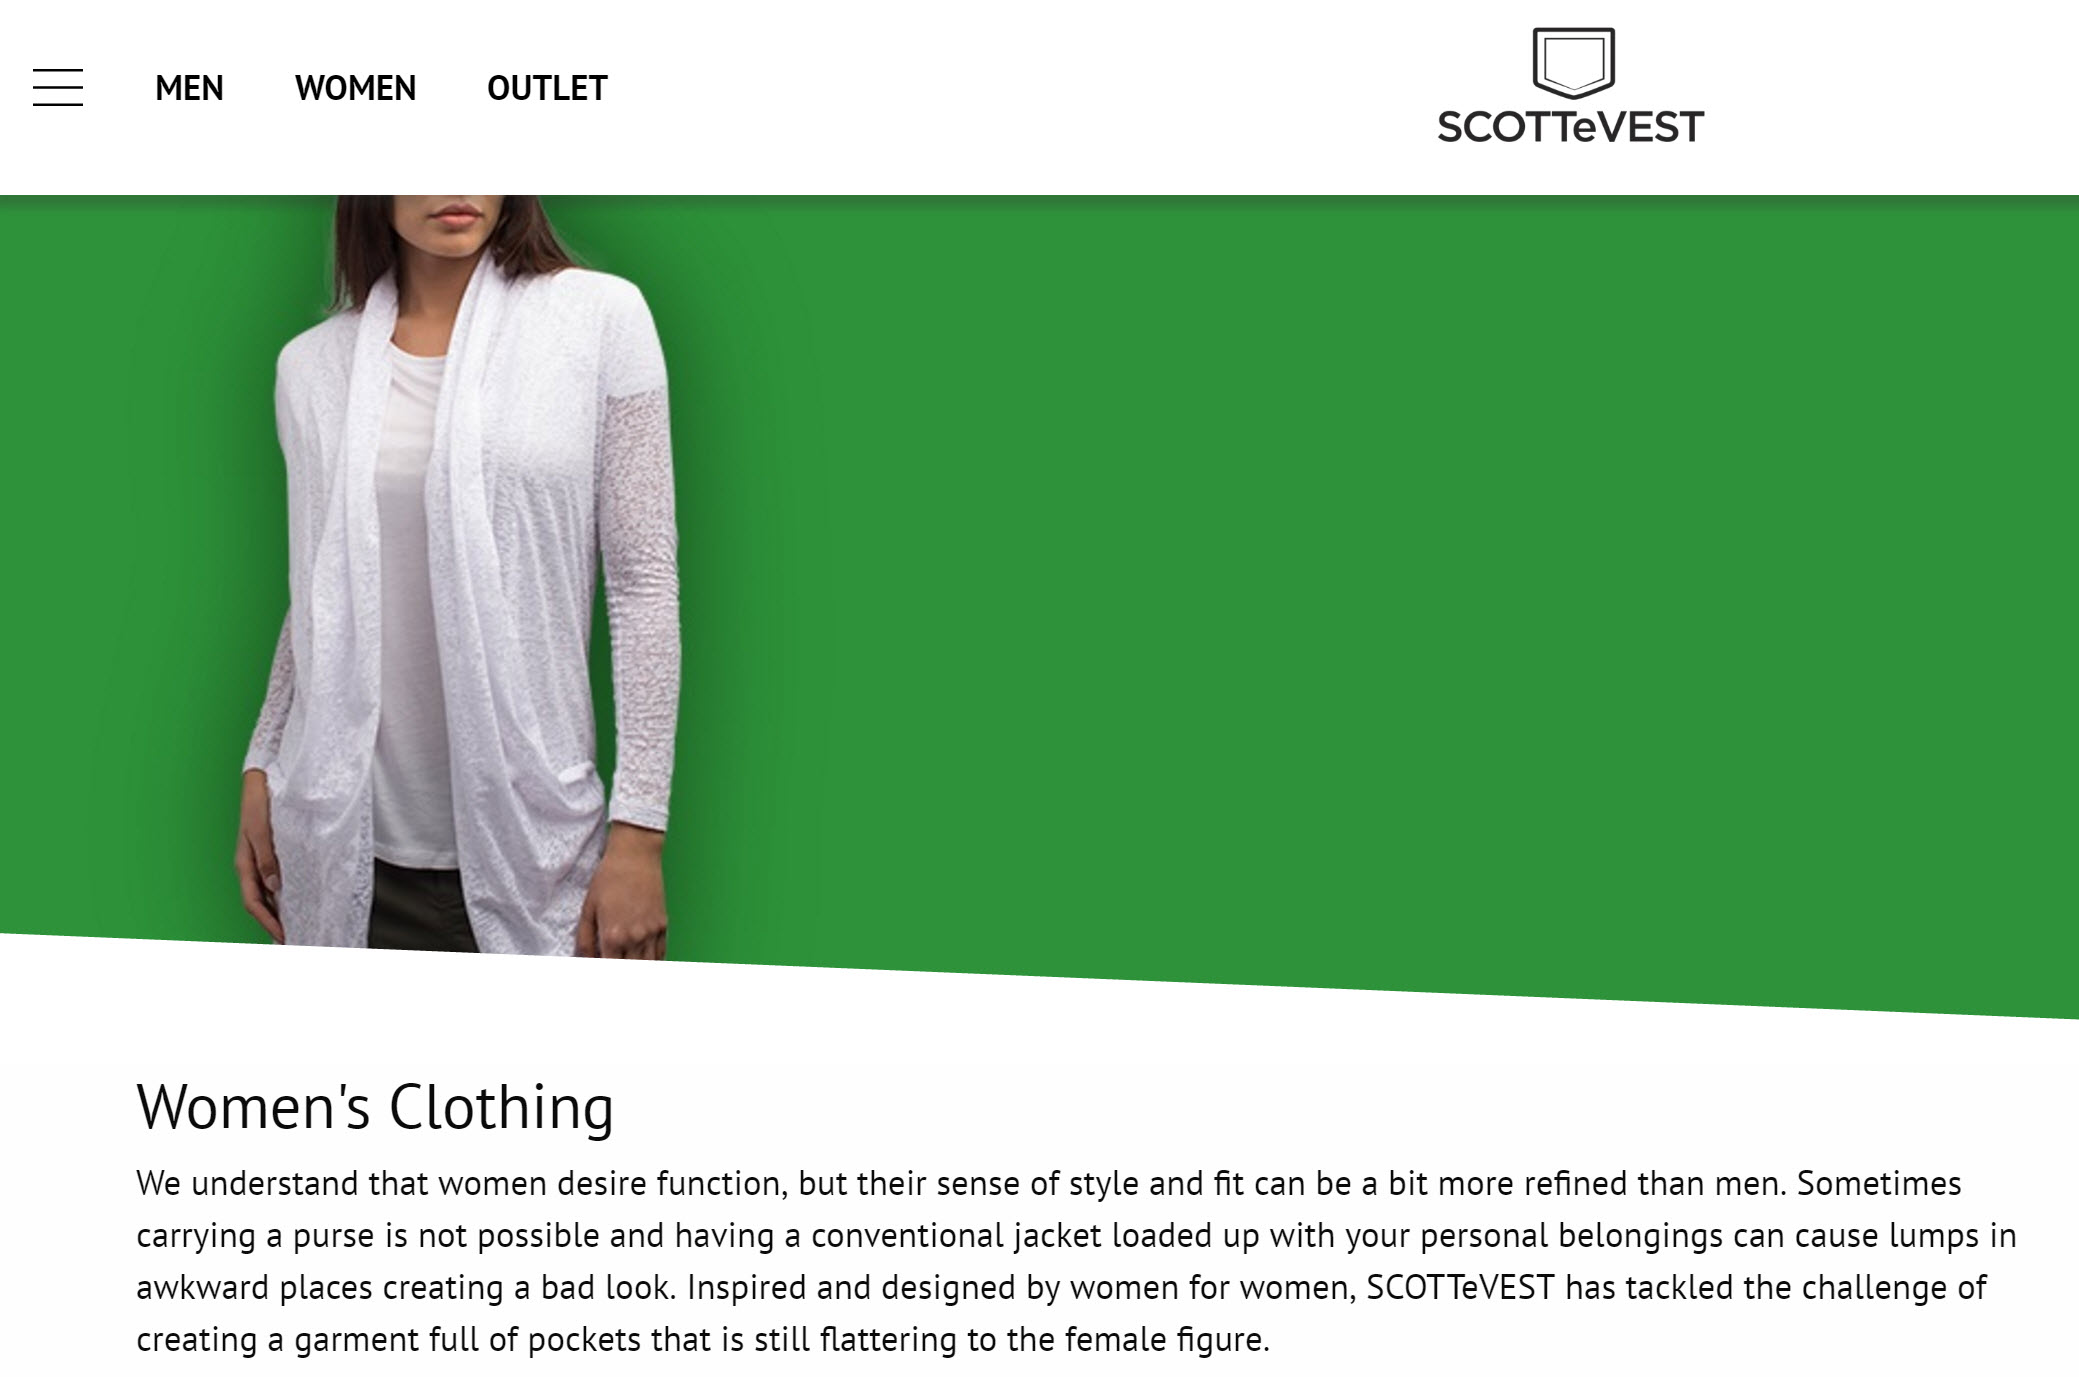 MEN WOMEN OUTLET
SCOTTeVEST
Women's Clothing
We understand that women desire function, but their sense of style and fit can be a bit more refined than men. Sometimes
carrying a purse is not possible and having a conventional jacket loaded up with your personal belongings can cause lumps in
awkward places creating a bad look. Inspired and designed by women for women, SCOTTeVEST has tackled the challenge of
creating a garment full of pockets that is still flattering to the female figure.